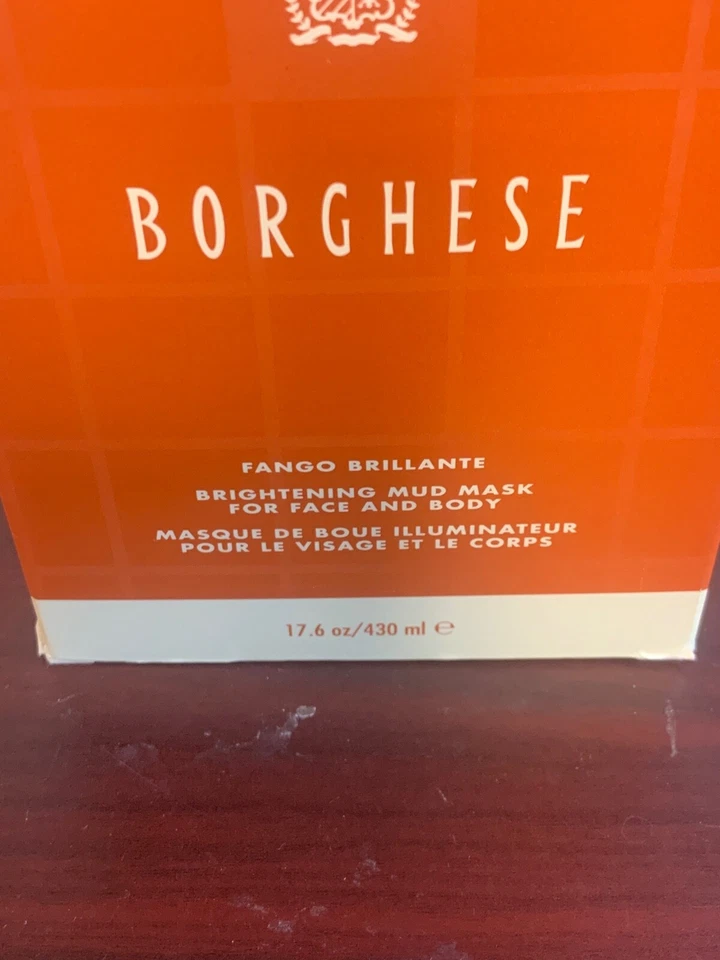 BORGHESE
FANGO BRILLANTE
BRIGHTENING MUD MASK
FOR FACE AND BODY
MASQUE DE BOUE ILLUMINATEUR
POUR LE VISAGE ET LE CORPS
17.6 oz/430 ml ℮